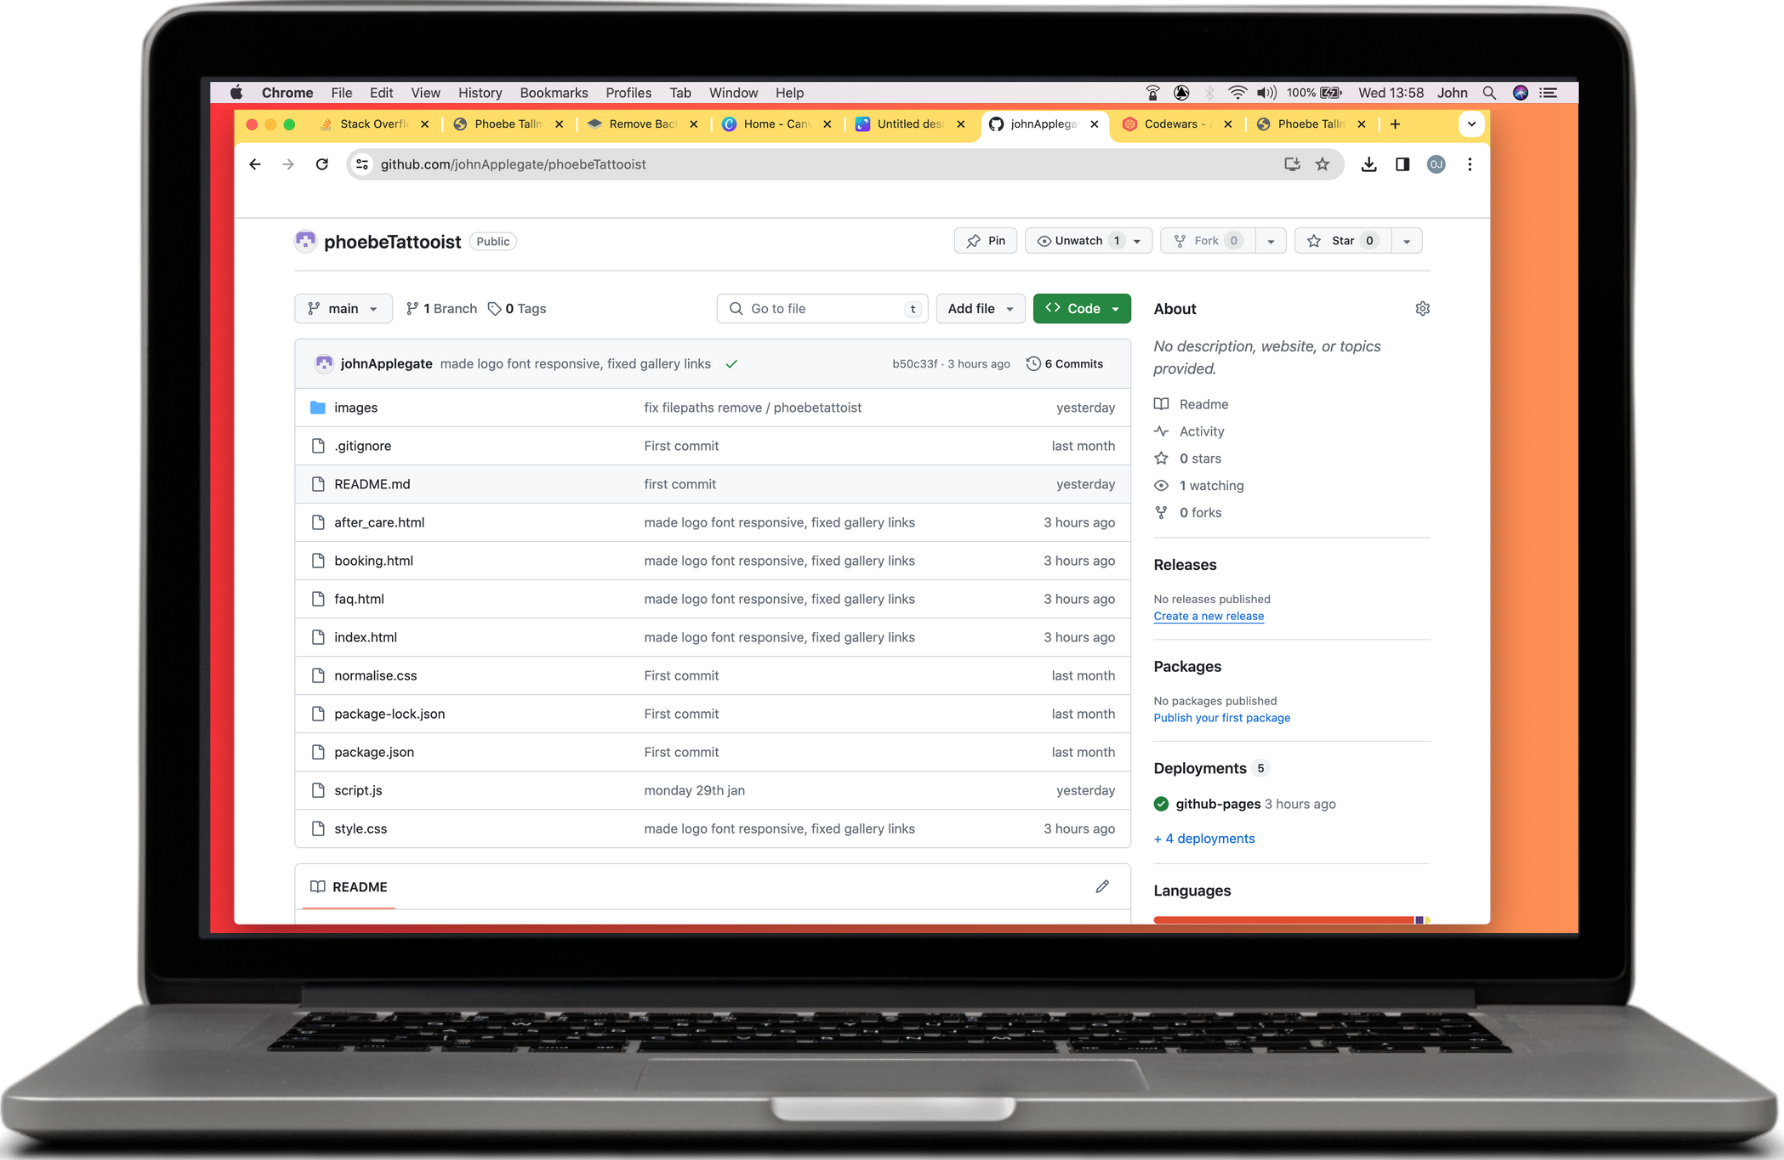 Chrome File Edit View History Bookmarks Profiles Tab Window Help 100% Wed 13:58 John
Stack Overfl Phoebe Tallm Remove Bac Home - Can Untitled desi johnApplega Codewars - Phoebe Talln
github.com/johnApplegate/phoebeTattooist OJ
phoebeTattooist Public Pin Unwatch 1 Fork 0 Star 0
main 1 Branch 0 Tags Go to file t Add file Code
johnApplegate made logo font responsive, fixed gallery links b50c33f · 3 hours ago 6 Commits
images fix filepaths remove / phoebetattoist yesterday
.gitignore First commit last month
README.md first commit yesterday
after_care.html made logo font responsive, fixed gallery links 3 hours ago
booking.html made logo font responsive, fixed gallery links 3 hours ago
faq.html made logo font responsive, fixed gallery links 3 hours ago
index.html made logo font responsive, fixed gallery links 3 hours ago
normalise.css First commit last month
package-lock.json First commit last month
package.json First commit last month
script.js monday 29th jan yesterday
style.css made logo font responsive, fixed gallery links 3 hours ago
README
About
No description, website, or topics
provided.
Readme
Activity
0 stars
1 watching
0 forks
Releases
No releases published
Create a new release
Packages
No packages published
Publish your first package
Deployments 5
github-pages 3 hours ago
+ 4 deployments
Languages